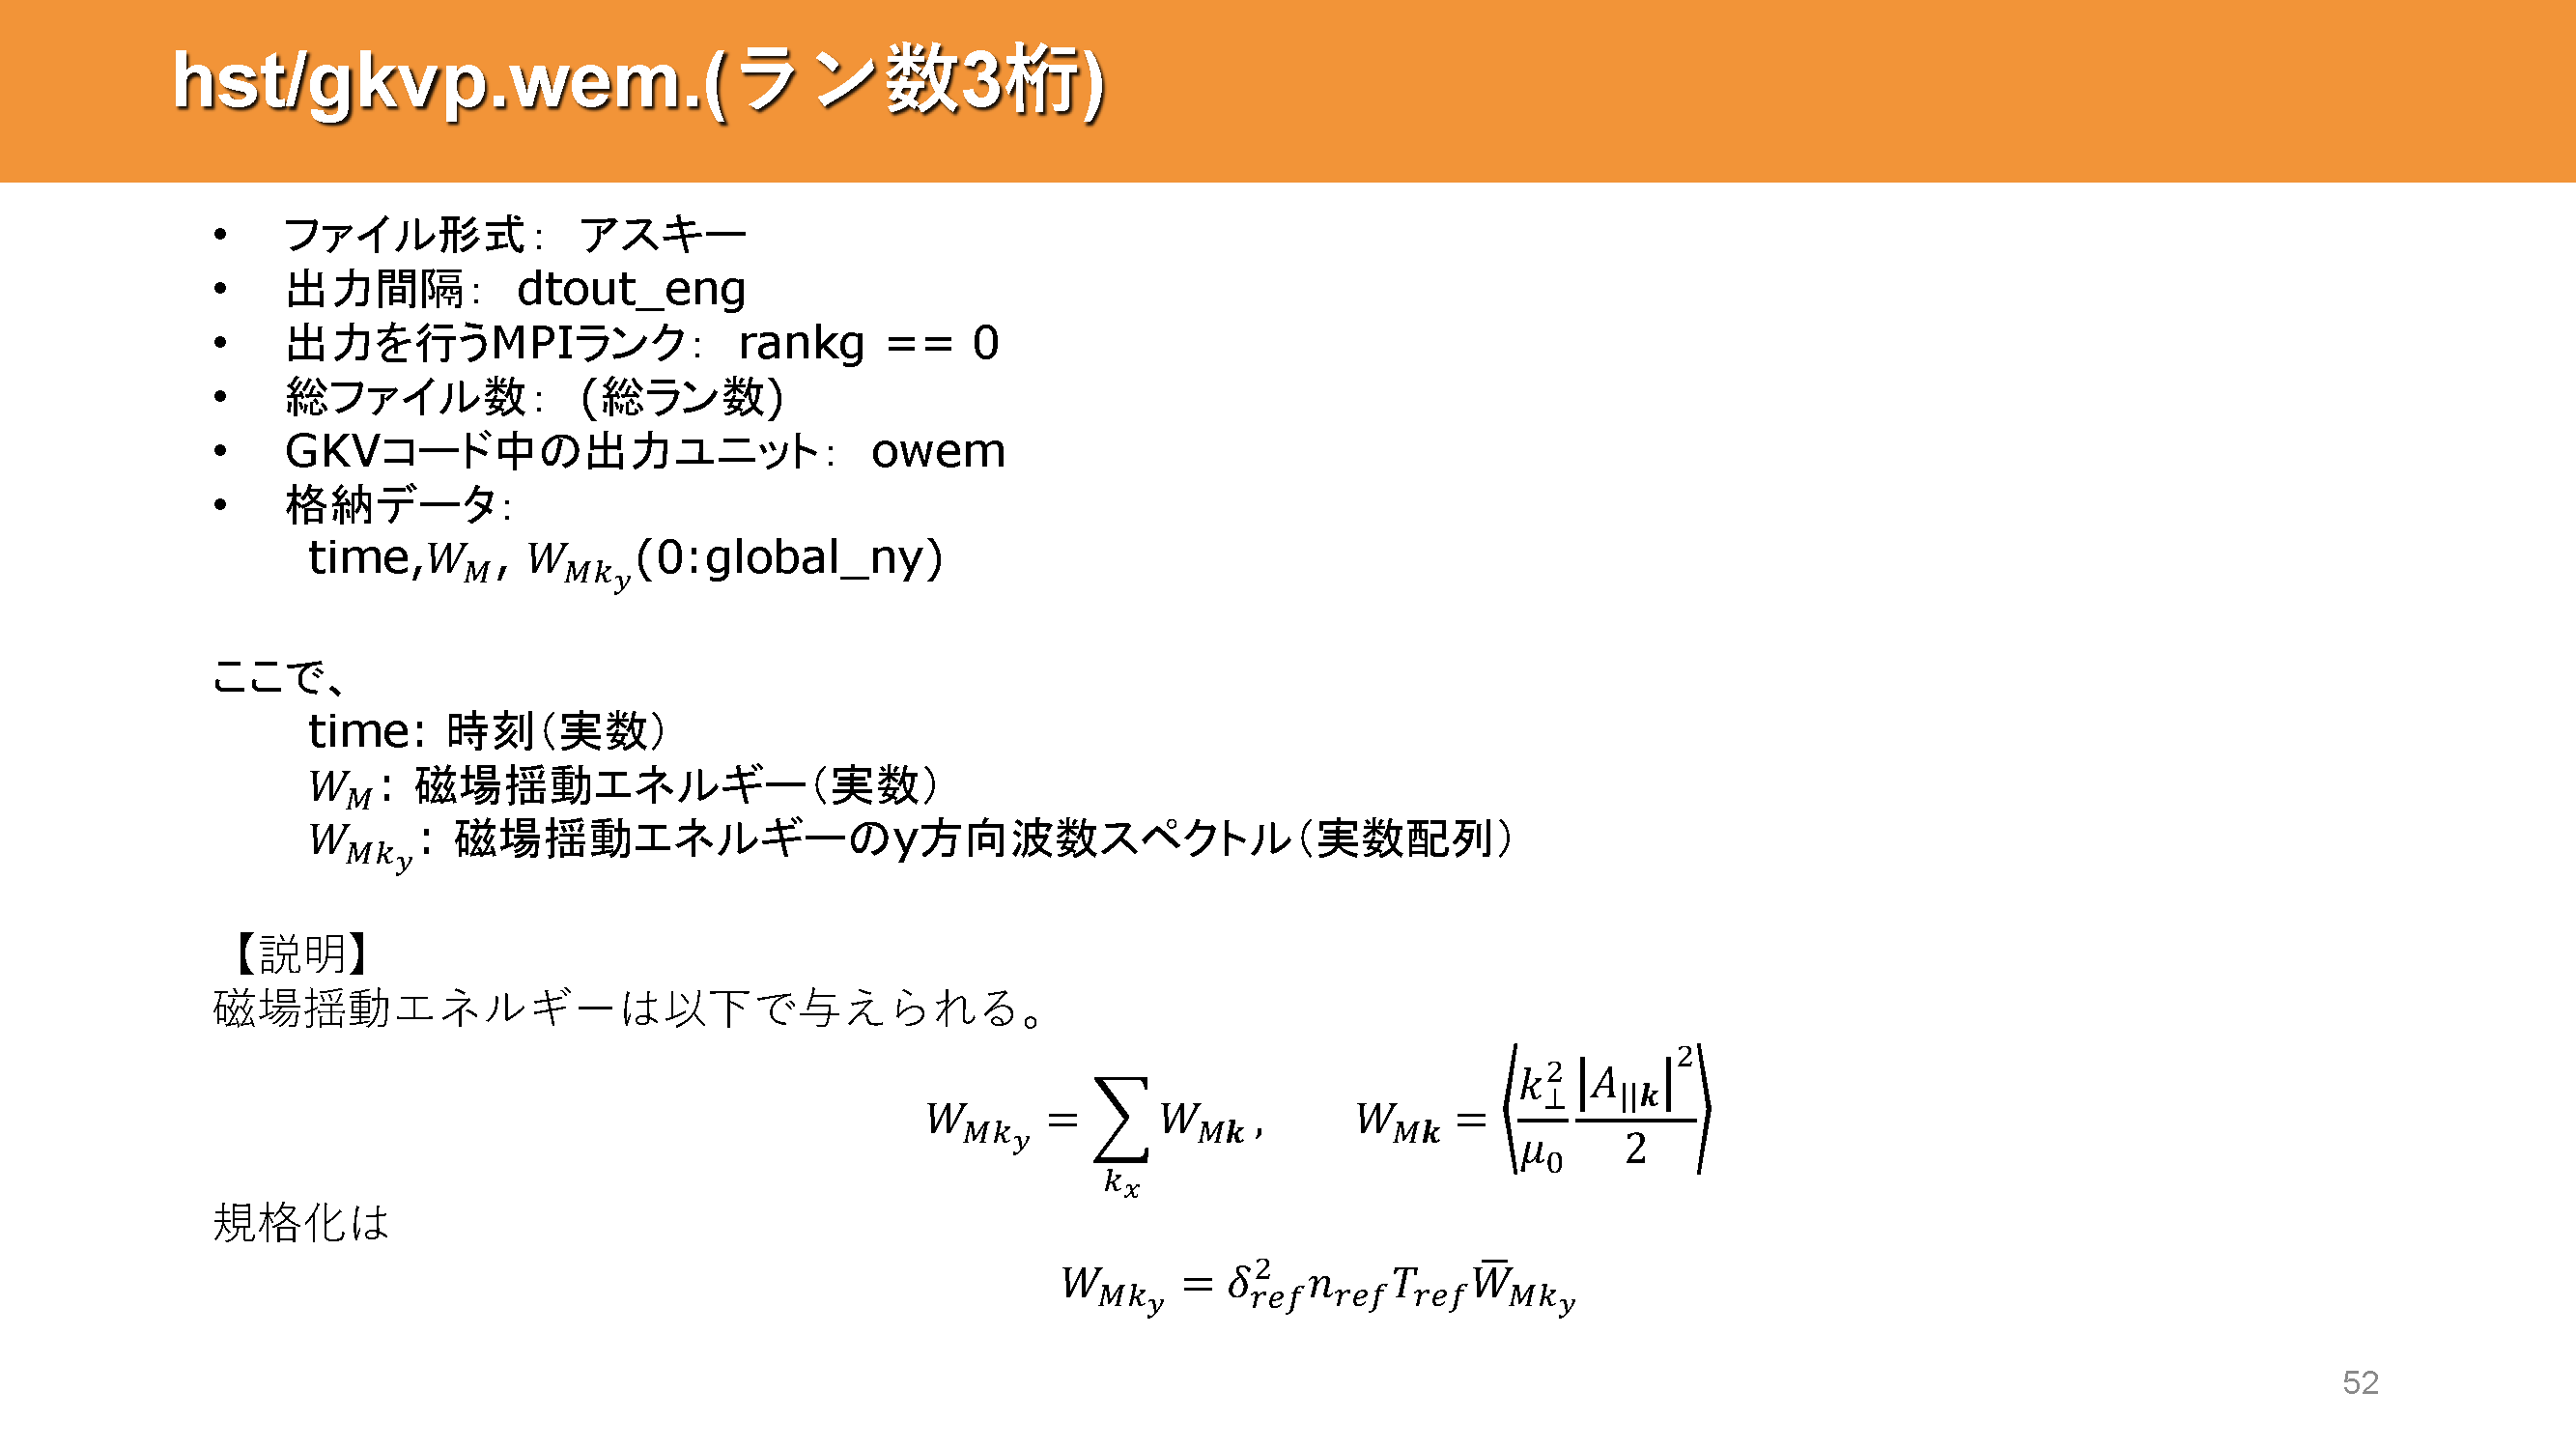 hst/gkvp.wem.(ラン数3桁)
• ファイル形式： アスキー
• 出力間隔： dtout_eng
• 出力を行うMPIランク： rankg == 0
• 総ファイル数： (総ラン数)
• GKVコード中の出力ユニット： owem
• 格納データ：
time,W_M, W_{Mk_y}(0:global_ny)
ここで、
time: 時刻（実数）
W_M: 磁場揺動エネルギー（実数）
W_{Mk_y}: 磁場揺動エネルギーのy方向波数スペクトル（実数配列）
【説明】
磁場揺動エネルギーは以下で与えられる。
W_{Mk_y} = \sum_{k_x} W_{M\boldsymbol{k}}, W_{M\boldsymbol{k}} = \left\langle \frac{k_⊥^2}{μ_0} \frac{|A_{||\boldsymbol{k}}|^2}{2} \right\rangle
規格化は
W_{Mk_y} = δ_{ref}^2 n_{ref} T_{ref} \bar{W}_{Mk_y}
52